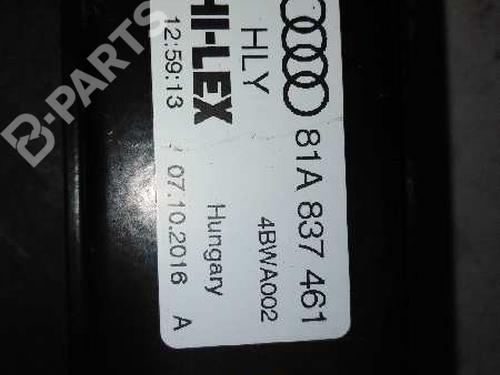 81A 837 461
HLY
4BWA002
HI-LEX
Hungary
12:59:13
07.10.2016 A
B-PARTS